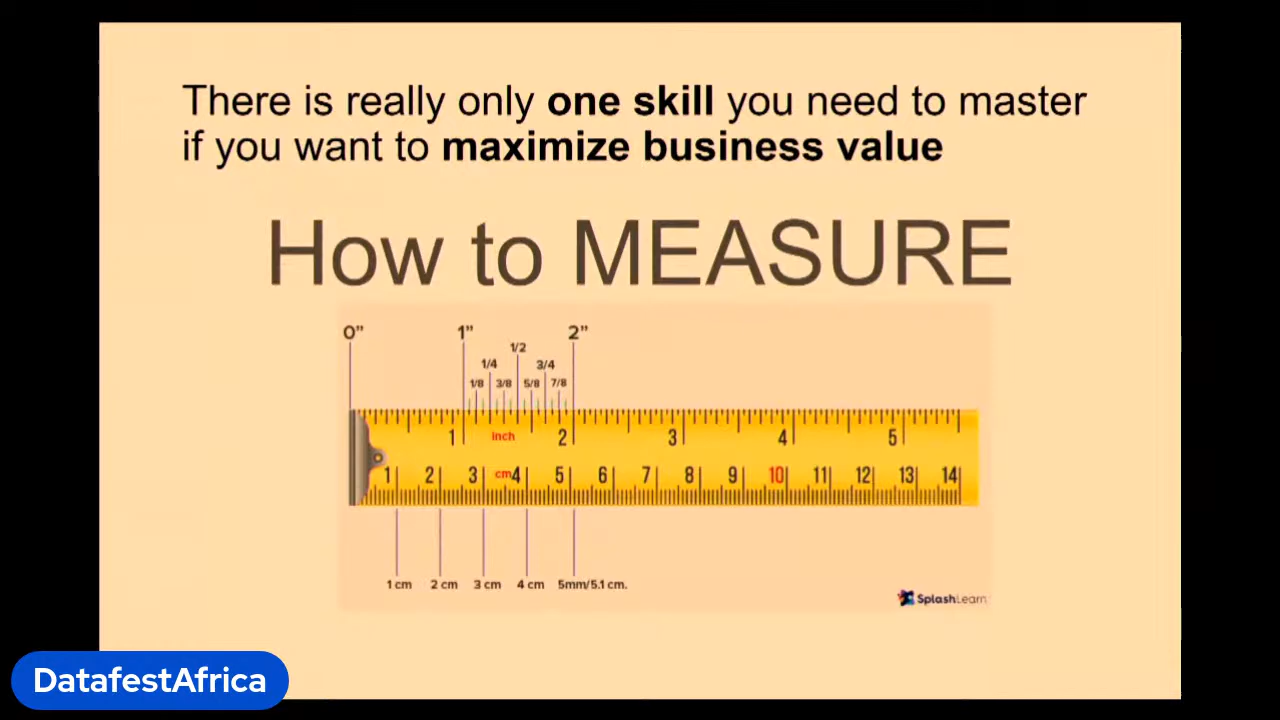 There is really only one skill you need to master
if you want to maximize business value
How to MEASURE
0” 1” 2”
1/2
1/4 3/4
1/8 3/8 5/8 7/8
1 inch 2 3 4 5
1 2 3 cm 4 5 6 7 8 9 10 11 12 13 14
1 cm 2 cm 3 cm 4 cm 5mm/5.1 cm.
SplashLearn
DatafestAfrica